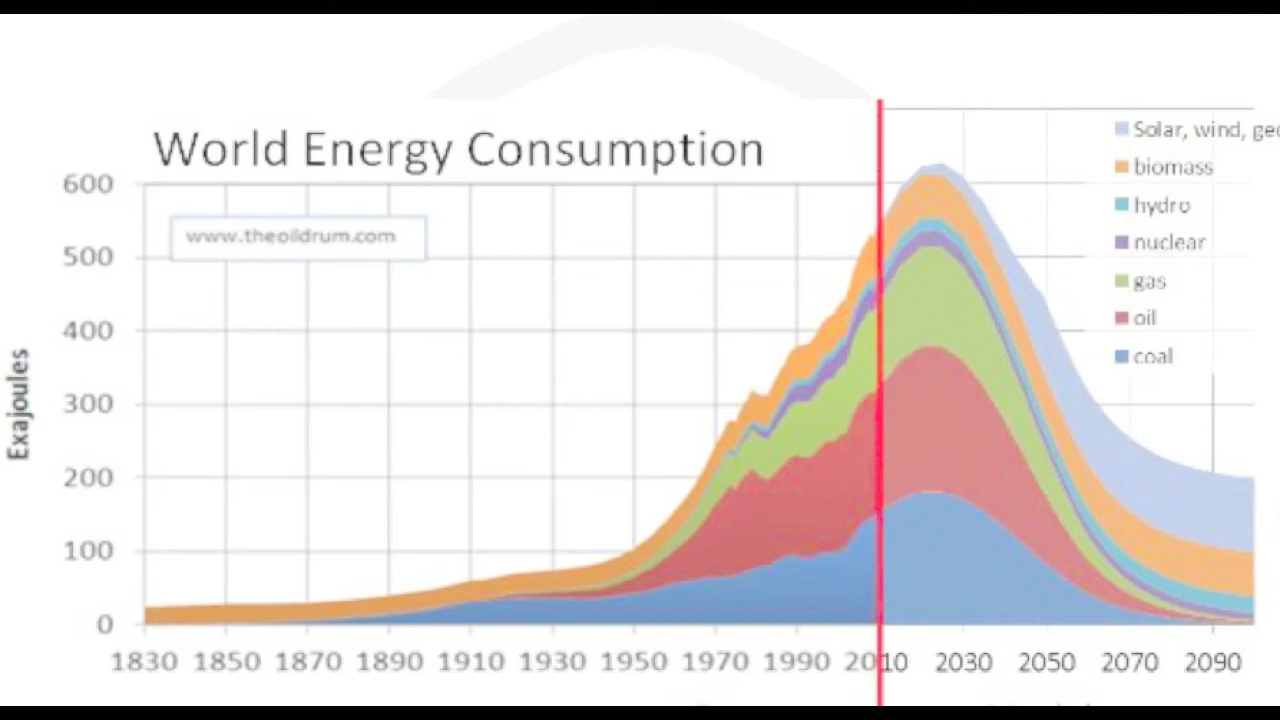 World Energy Consumption
www.theoildrum.com
Exajoules
600
500
400
300
200
100
0
1830 1850 1870 1890 1910 1930 1950 1970 1990 2010 2030 2050 2070 2090
Solar, wind, geo
biomass
hydro
nuclear
gas
oil
coal